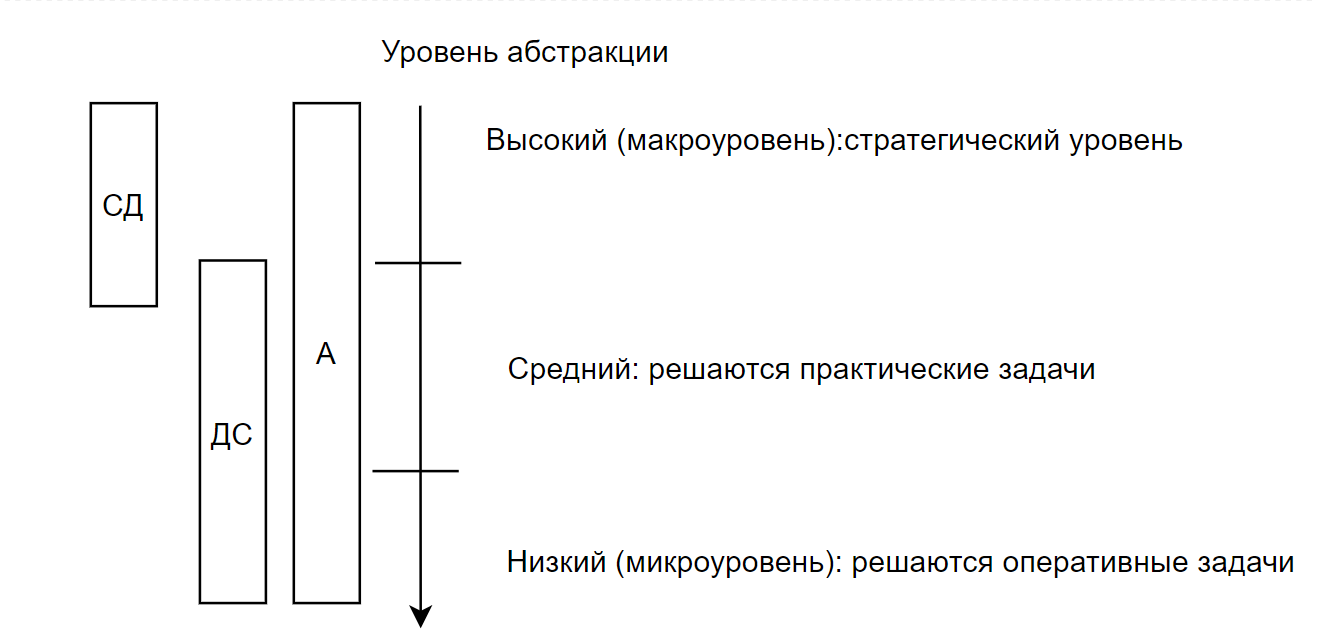 Уровень абстракции
Высокий (макроуровень):стратегический уровень
СД
А
Средний: решаются практические задачи
ДС
Низкий (микроуровень): решаются оперативные задачи